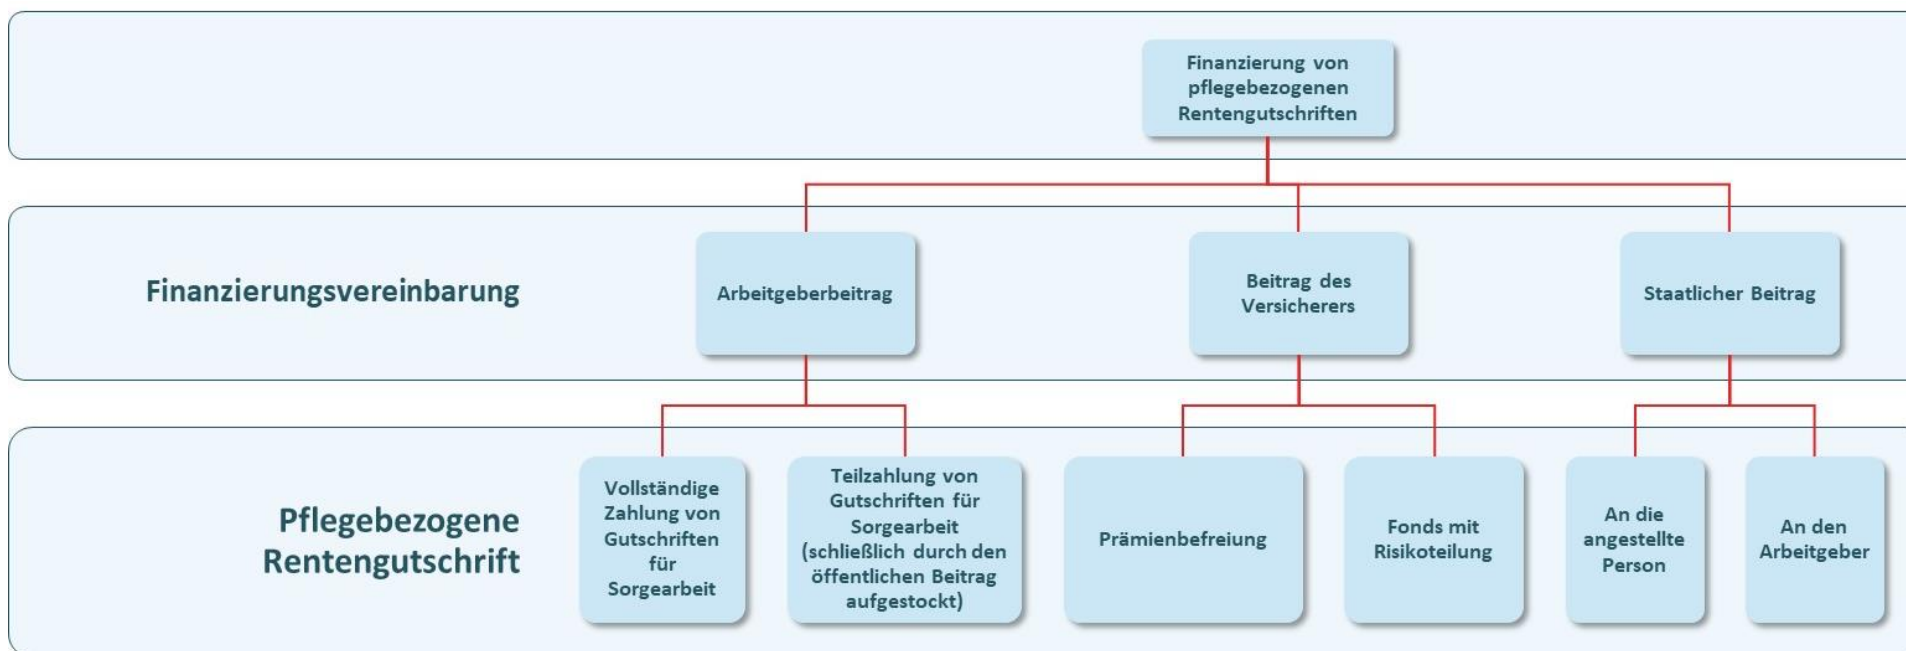 Finanzierung von
pflegebezogenen
Rentengutschriften
Finanzierungsvereinbarung
Arbeitgeberbeitrag
Beitrag des
Versicherers
Staatlicher Beitrag
Pflegebezogene
Rentengutschrift
Vollständige
Zahlung von
Gutschriften
für
Sorgearbeit
Teilzahlung von
Gutschriften für
Sorgearbeit
(schließlich durch den
öffentlichen Beitrag
aufgestockt)
Prämienbefreiung
Fonds mit
Risikoteilung
An die
angestellte
Person
An den
Arbeitgeber